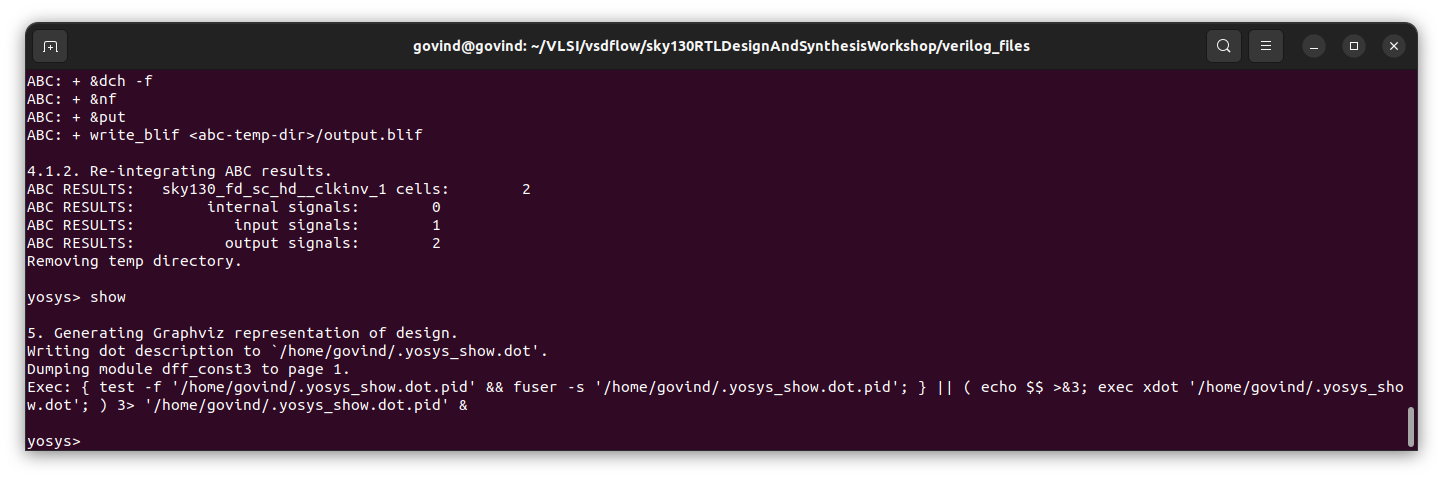 govind@govind: ~/VLSI/vsdflow/sky130RTLDesignAndSynthesisWorkshop/verilog_files
ABC: + &dch -f
ABC: + &nf
ABC: + &put
ABC: + write_blif <abc-temp-dir>/output.blif
4.1.2. Re-integrating ABC results.
ABC RESULTS:   sky130_fd_sc_hd__clkinv_1 cells:        2
ABC RESULTS:        internal signals:        0
ABC RESULTS:           input signals:        1
ABC RESULTS:          output signals:        2
Removing temp directory.
yosys> show
5. Generating Graphviz representation of design.
Writing dot description to `/home/govind/.yosys_show.dot'.
Dumping module dff_const3 to page 1.
Exec: { test -f '/home/govind/.yosys_show.dot.pid' && fuser -s '/home/govind/.yosys_show.dot.pid'; } || ( echo $$ >&3; exec xdot '/home/govind/.yosys_sho
w.dot'; ) 3> '/home/govind/.yosys_show.dot.pid' &
yosys>